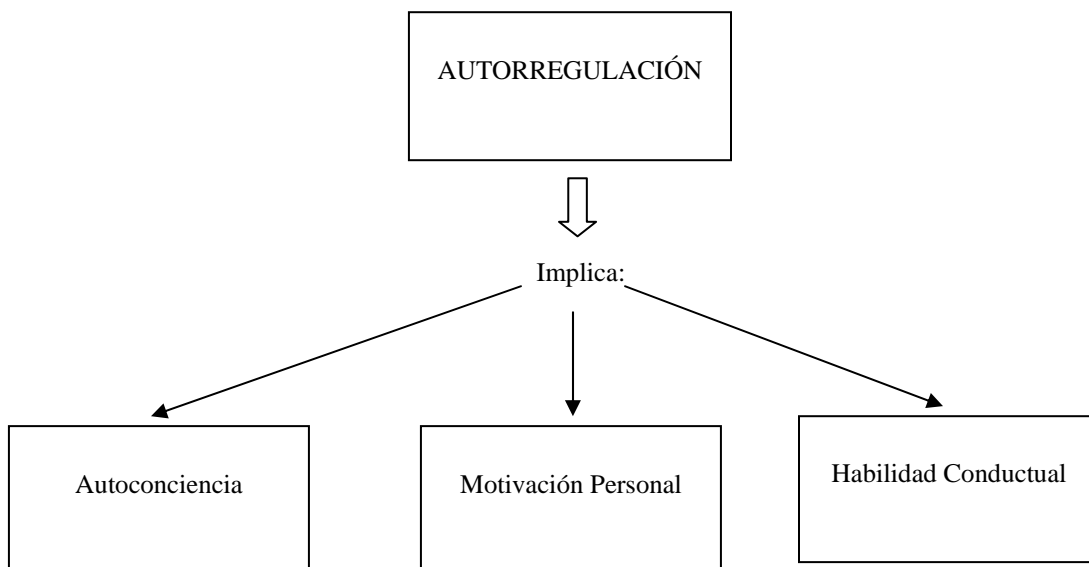 AUTORREGULACIÓN
Implica:
Autoconciencia
Motivación Personal
Habilidad Conductual